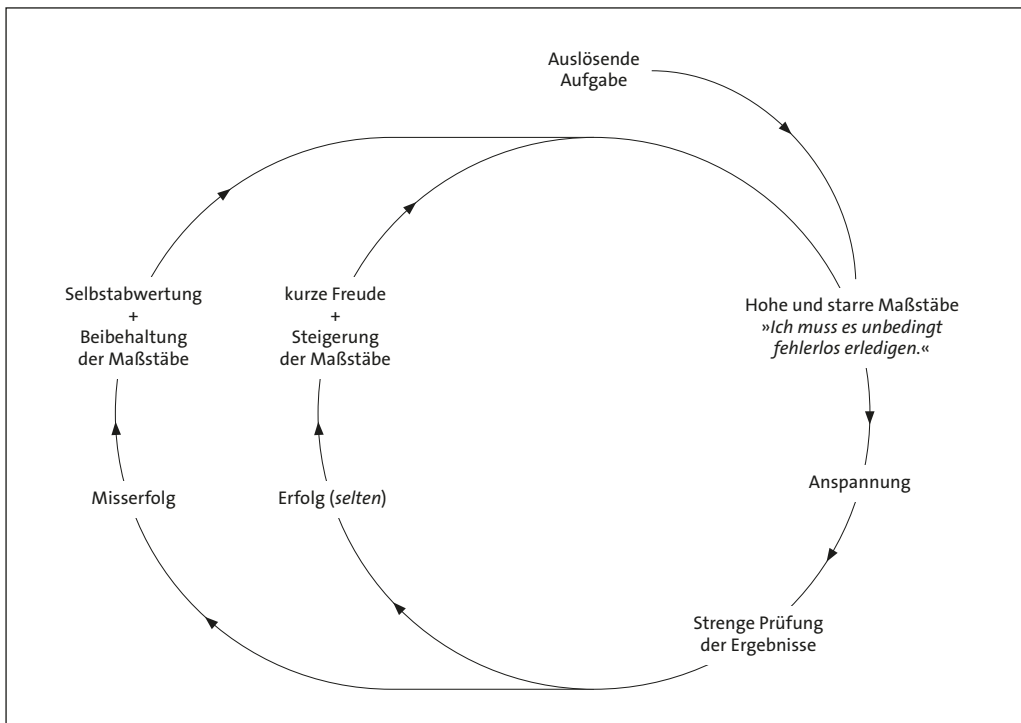 Auslösende
Aufgabe
Selbstabwertung
+
Beibehaltung
der Maßstäbe
kurze Freude
+
Steigerung
der Maßstäbe
Hohe und starre Maßstäbe
»Ich muss es unbedingt
fehlerlos erledigen.«
Anspannung
Misserfolg
Erfolg (selten)
Strenge Prüfung
der Ergebnisse